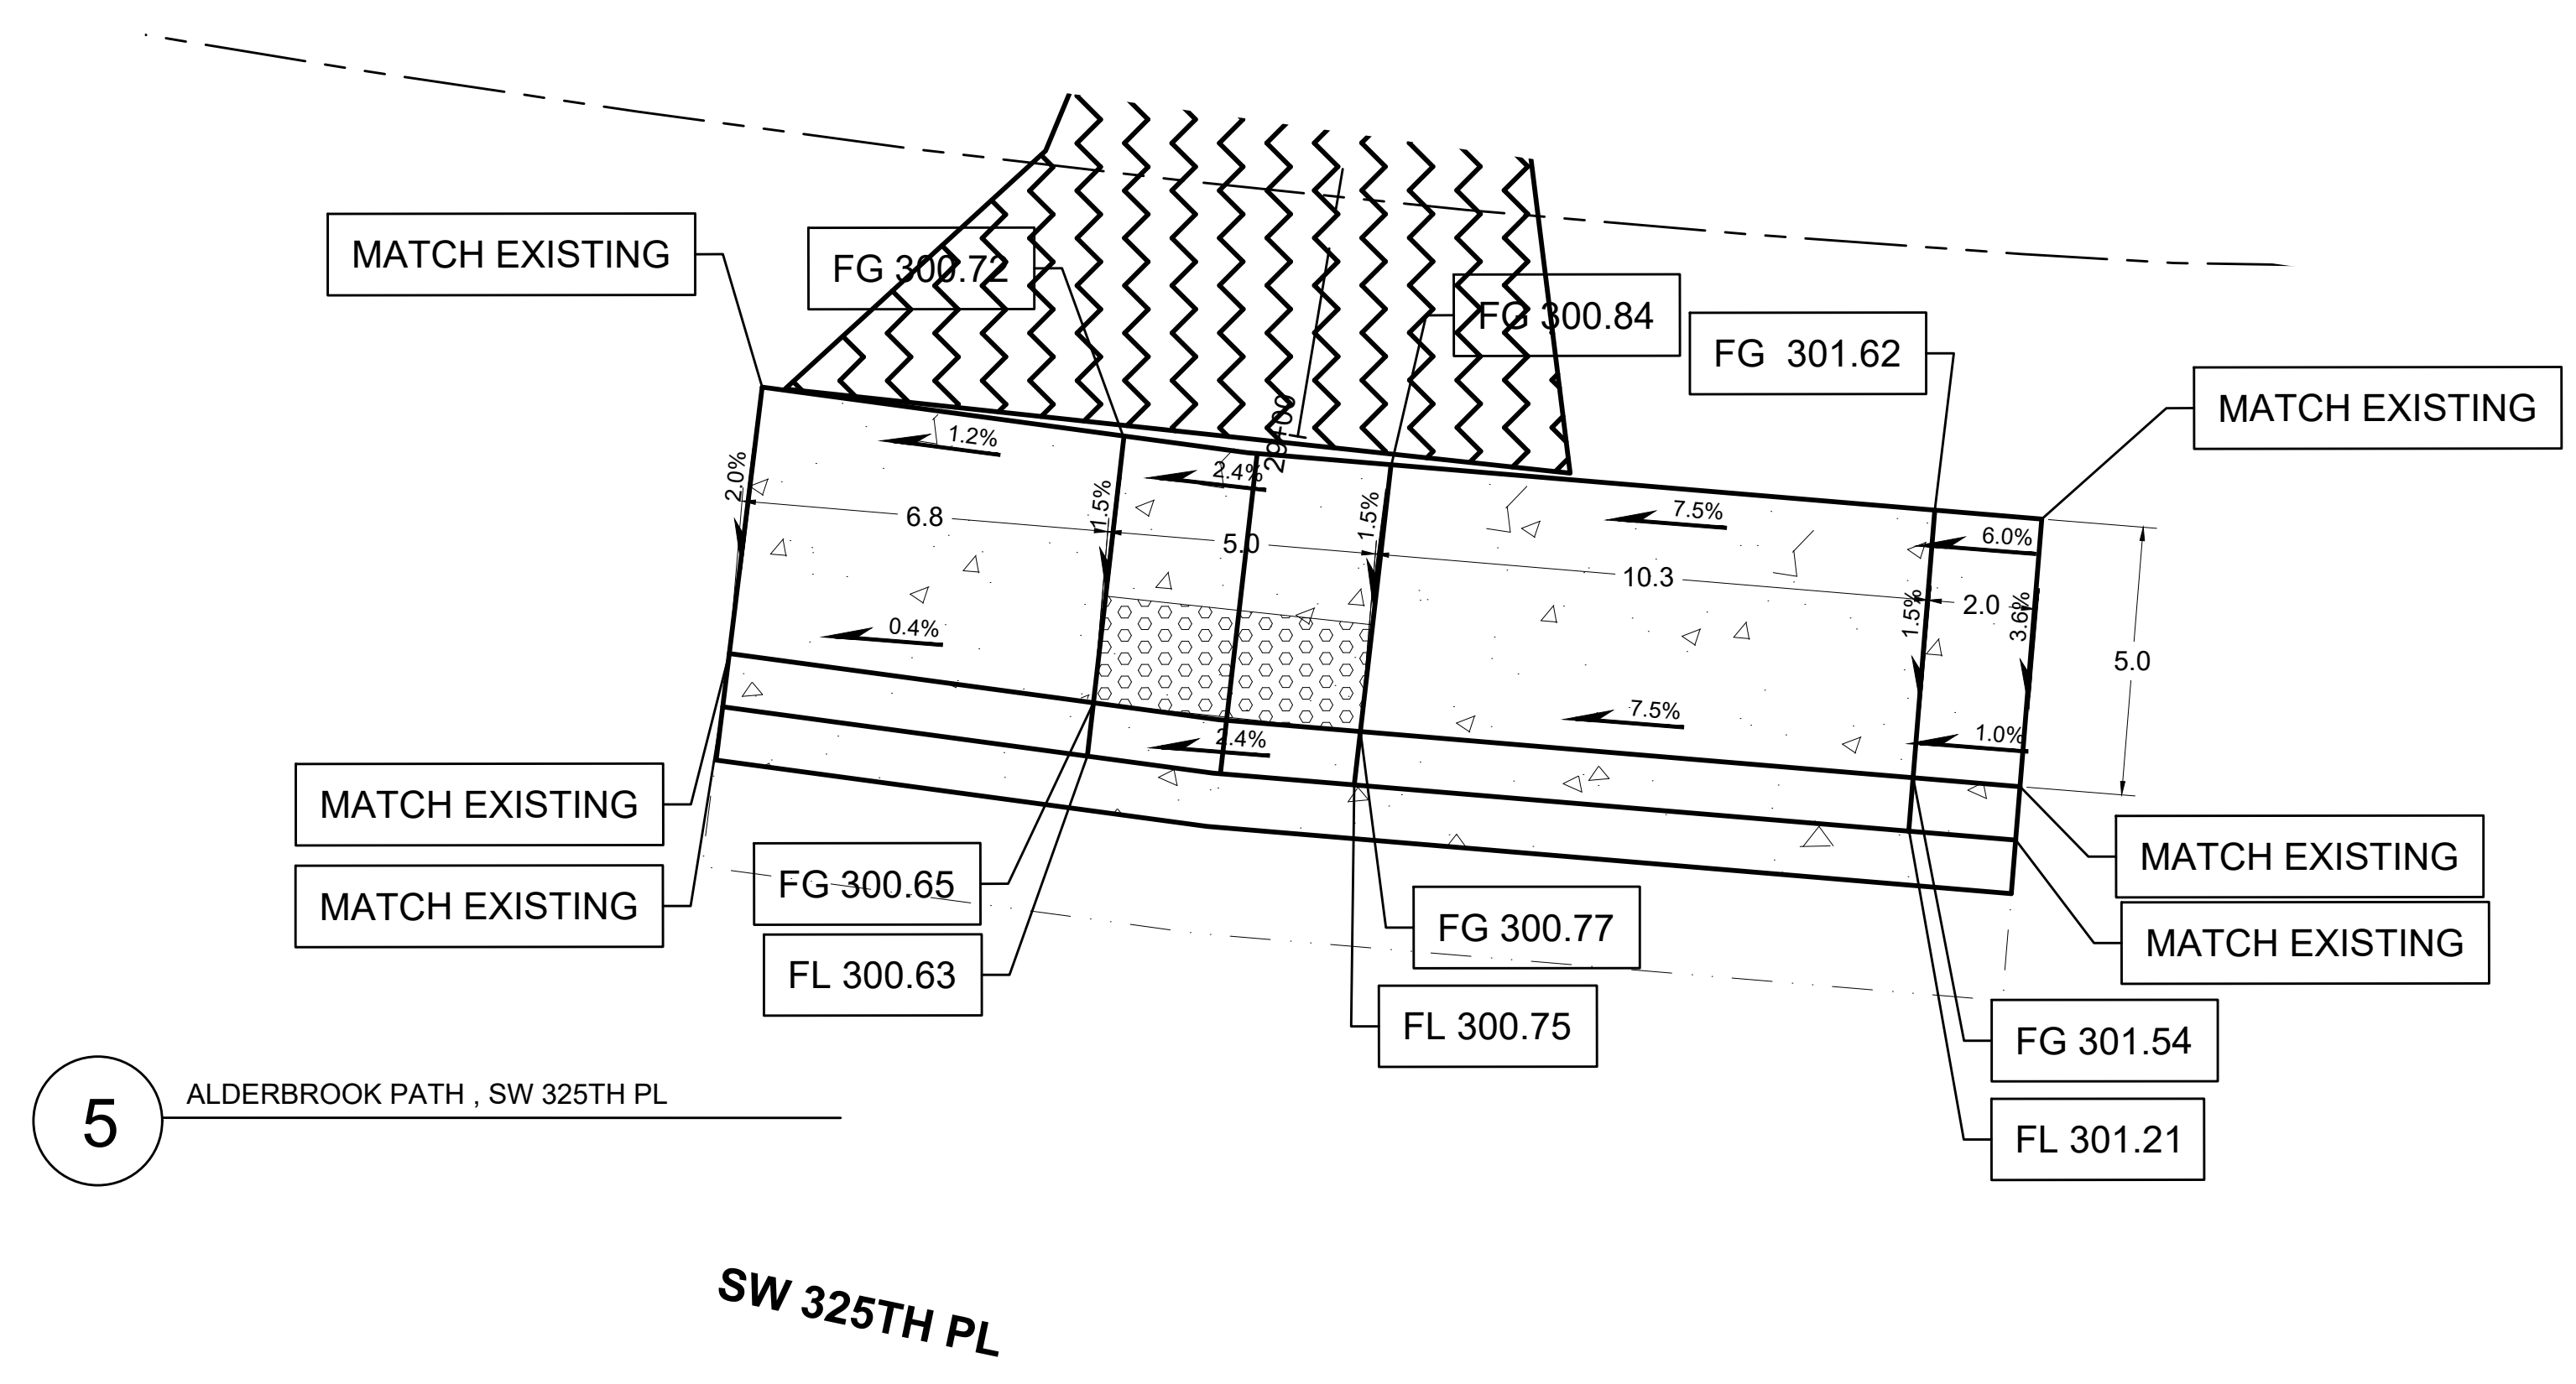 MATCH EXISTING
FG 300.72
FG 300.84
FG  301.62
MATCH EXISTING
29+00
1.2%
2.4%
2.0%
1.5%
1.5%
7.5%
6.0%
6.8
5.0
10.3
2.0
1.5%
3.6%
0.4%
5.0
7.5%
2.4%
1.0%
MATCH EXISTING
MATCH EXISTING
FG 300.65
FL 300.63
FG 300.77
FL 300.75
MATCH EXISTING
MATCH EXISTING
FG 301.54
FL 301.21
5
ALDERBROOK PATH , SW 325TH PL
SW 325TH PL